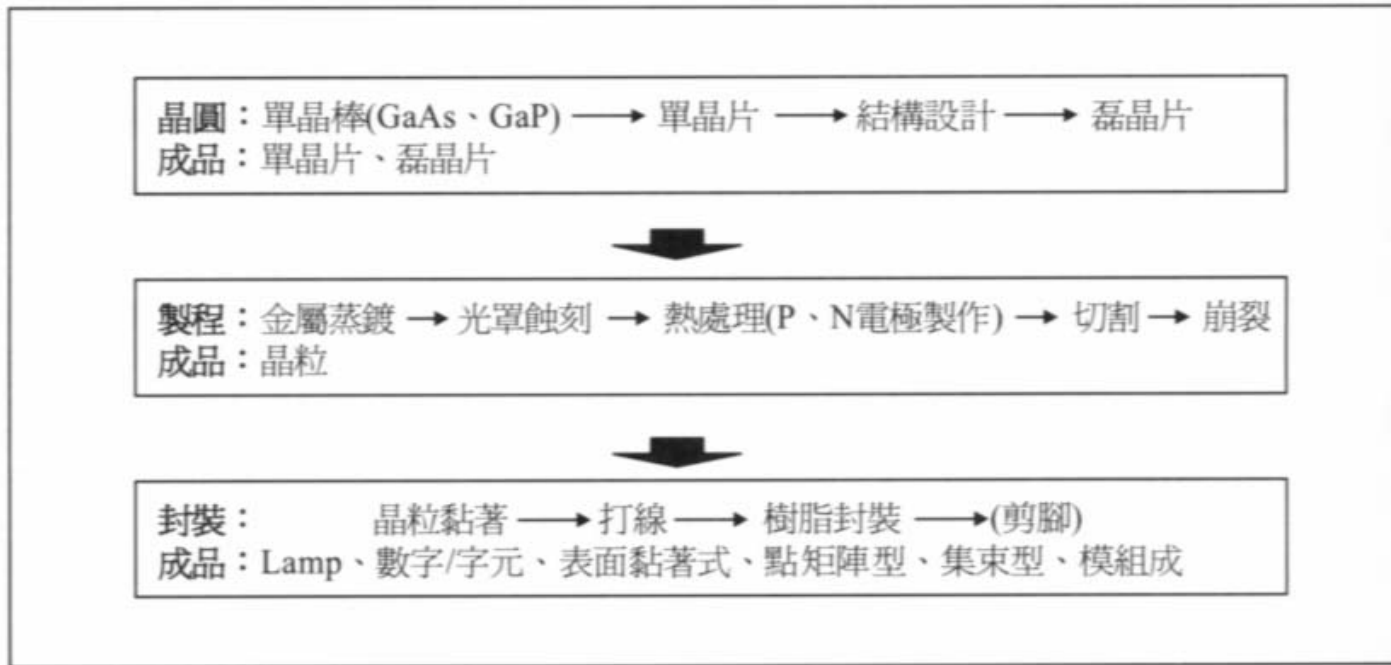 晶圓：單晶棒(GaAs、GaP) → 單晶片 → 結構設計 → 磊晶片
成品：單晶片、磊晶片
製程：金屬蒸鍍 → 光罩蝕刻 → 熱處理(P、N電極製作) → 切割 → 崩裂
成品：晶粒
封裝： 晶粒黏著 → 打線 → 樹脂封裝 → (剪腳)
成品：Lamp、數字/字元、表面黏著式、點矩陣型、集束型、模組成